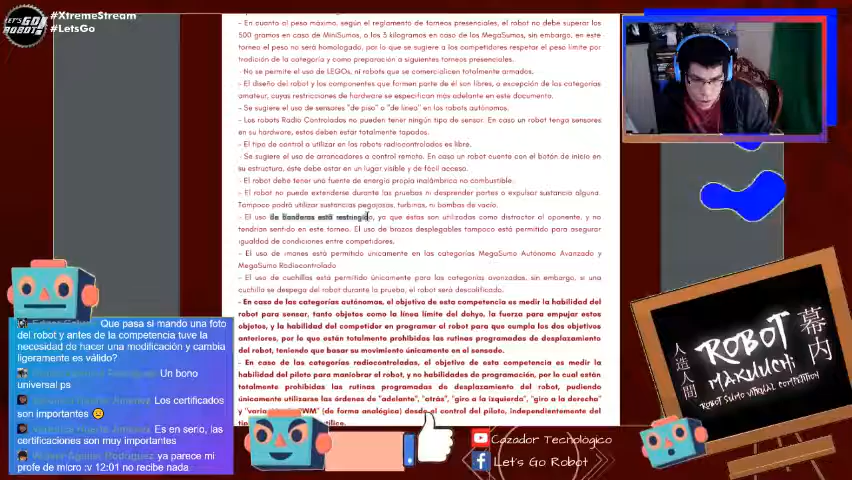 LET'S GO
ROBOT!
#XtremeStream
#LetsGo
- En cuanto al peso máximo, según el reglamento de torneos presenciales, el robot no debe superar los
500 gramos en caso de MiniSumos, o los 3 kilogramos en caso de los MegaSumos, sin embargo, en este
torneo el peso no será homologado, por lo que se sugiere a los competidores respetar el peso límite por
tradición de la categoría y como preparación a siguientes torneos presenciales.
- No se permite el uso de LEGOs, ni robots que se comercialicen totalmente armados.
- El diseño del robot y los componentes que formen parte de él son libres, a excepción de las categorías
amateur, cuyas restricciones de hardware se especifican más adelante en este documento.
- Se sugiere el uso de sensores "de piso" o "de línea" en los robots autónomos.
- Los robots Radio Controlados no pueden tener ningún tipo de sensor. En caso un robot tenga sensores
en su hardware, estos deben estar totalmente tapados.
- El tipo de control a utilizar en los robots radiocontrolados es libre.
- Se sugiere el uso de arrancadores a control remoto. En caso un robot cuente con el botón de inicio en
su estructura, éste debe estar en un lugar visible y de fácil acceso.
- El robot debe tener una fuente de energía propia inalámbrica no combustible.
- El robot no puede extenderse durante las pruebas ni desprender partes o expulsar sustancia alguna.
Tampoco podrá utilizar sustancias pegajosas, turbinas, ni bombas de vacío.
- El uso de banderas está restringido, ya que éstas son utilizadas como distractor al oponente, y no
tendrían sentido en este torneo. El uso de brazos desplegables tampoco está permitido para asegurar
igualdad de condiciones entre competidores.
- El uso de imanes está permitido únicamente en las categorías MegaSumo Autónomo Avanzado y
MegaSumo Radiocontrolado
- El uso de cuchillas está permitido únicamente para las categorías avanzadas, sin embargo, si una
cuchilla se despega del robot durante la prueba, el robot será descalificado.
- En caso de las categorías autónomas, el objetivo de esta competencia es medir la habilidad del
robot para sensar, tanto objetos como la línea límite del dohyo, la fuerza para empujar estos
objetos, y la habilidad del competidor en programar el robot para que cumpla los dos objetivos
anteriores, por lo que están totalmente prohibidas las rutinas programadas de desplazamiento
del robot, teniendo que basar su movimiento únicamente en el sensado.
- En caso de las categorías radiocontroladas, el objetivo de esta competencia es medir la
habilidad del piloto para maniobrar el robot, y no habilidades de programación, por lo cual están
totalmente prohibidas las rutinas programadas de desplazamiento del robot, pudiendo
únicamente utilizarse las órdenes de "adelante", "atrás", "giro a la izquierda", "giro a la derecha"
PWM" (de forma analógica) desde el control del piloto, independientemente del
Que pasa si mando una foto
del robot y antes de la competencia tuve la
necesidad de hacer una modificación y cambia
ligeramente es válido?
Un bono
universal ps
Los certificados
son importantes
Es en serio, las
certificaciones son muy importantes
ya parece mi
profe de micro :v 12:01 no recibe nada
Cazador Tecnológico
Let's Go Robot
ROBOT
MAKUUCHI
ROBOT SUMO VIRTUAL COMPETITION
幕内
人造人間